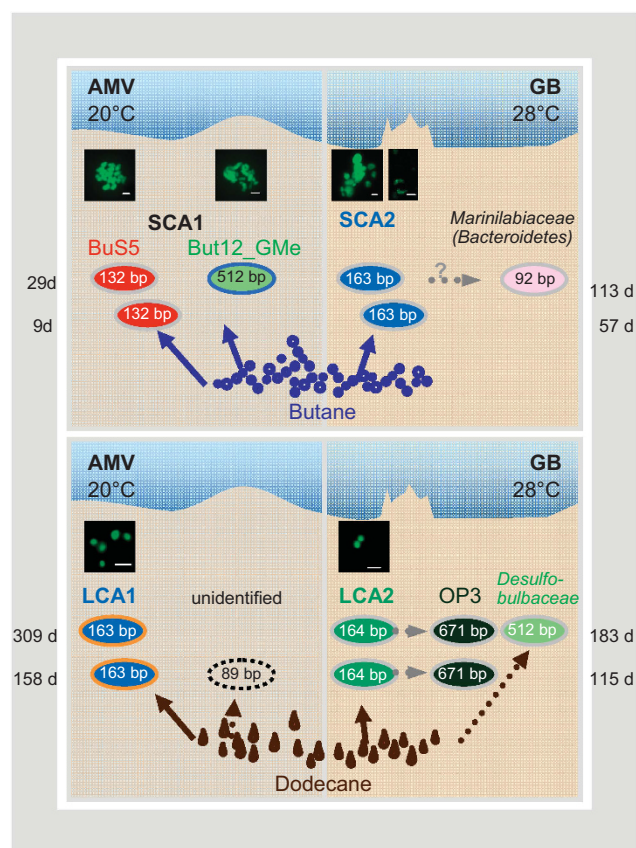 AMV
20°C
GB
28°C
SCA1
SCA2
Marinilabiaceae
(Bacteroidetes)
BuS5
But12_GMe
29d
132 bp
512 bp
163 bp
?
92 bp
113 d
9d
132 bp
163 bp
57 d
Butane
AMV
20°C
GB
28°C
LCA1
unidentified
LCA2
OP3
Desulfo-
bulbaceae
309 d
163 bp
164 bp
671 bp
512 bp
183 d
158 d
163 bp
89 bp
164 bp
671 bp
115 d
Dodecane